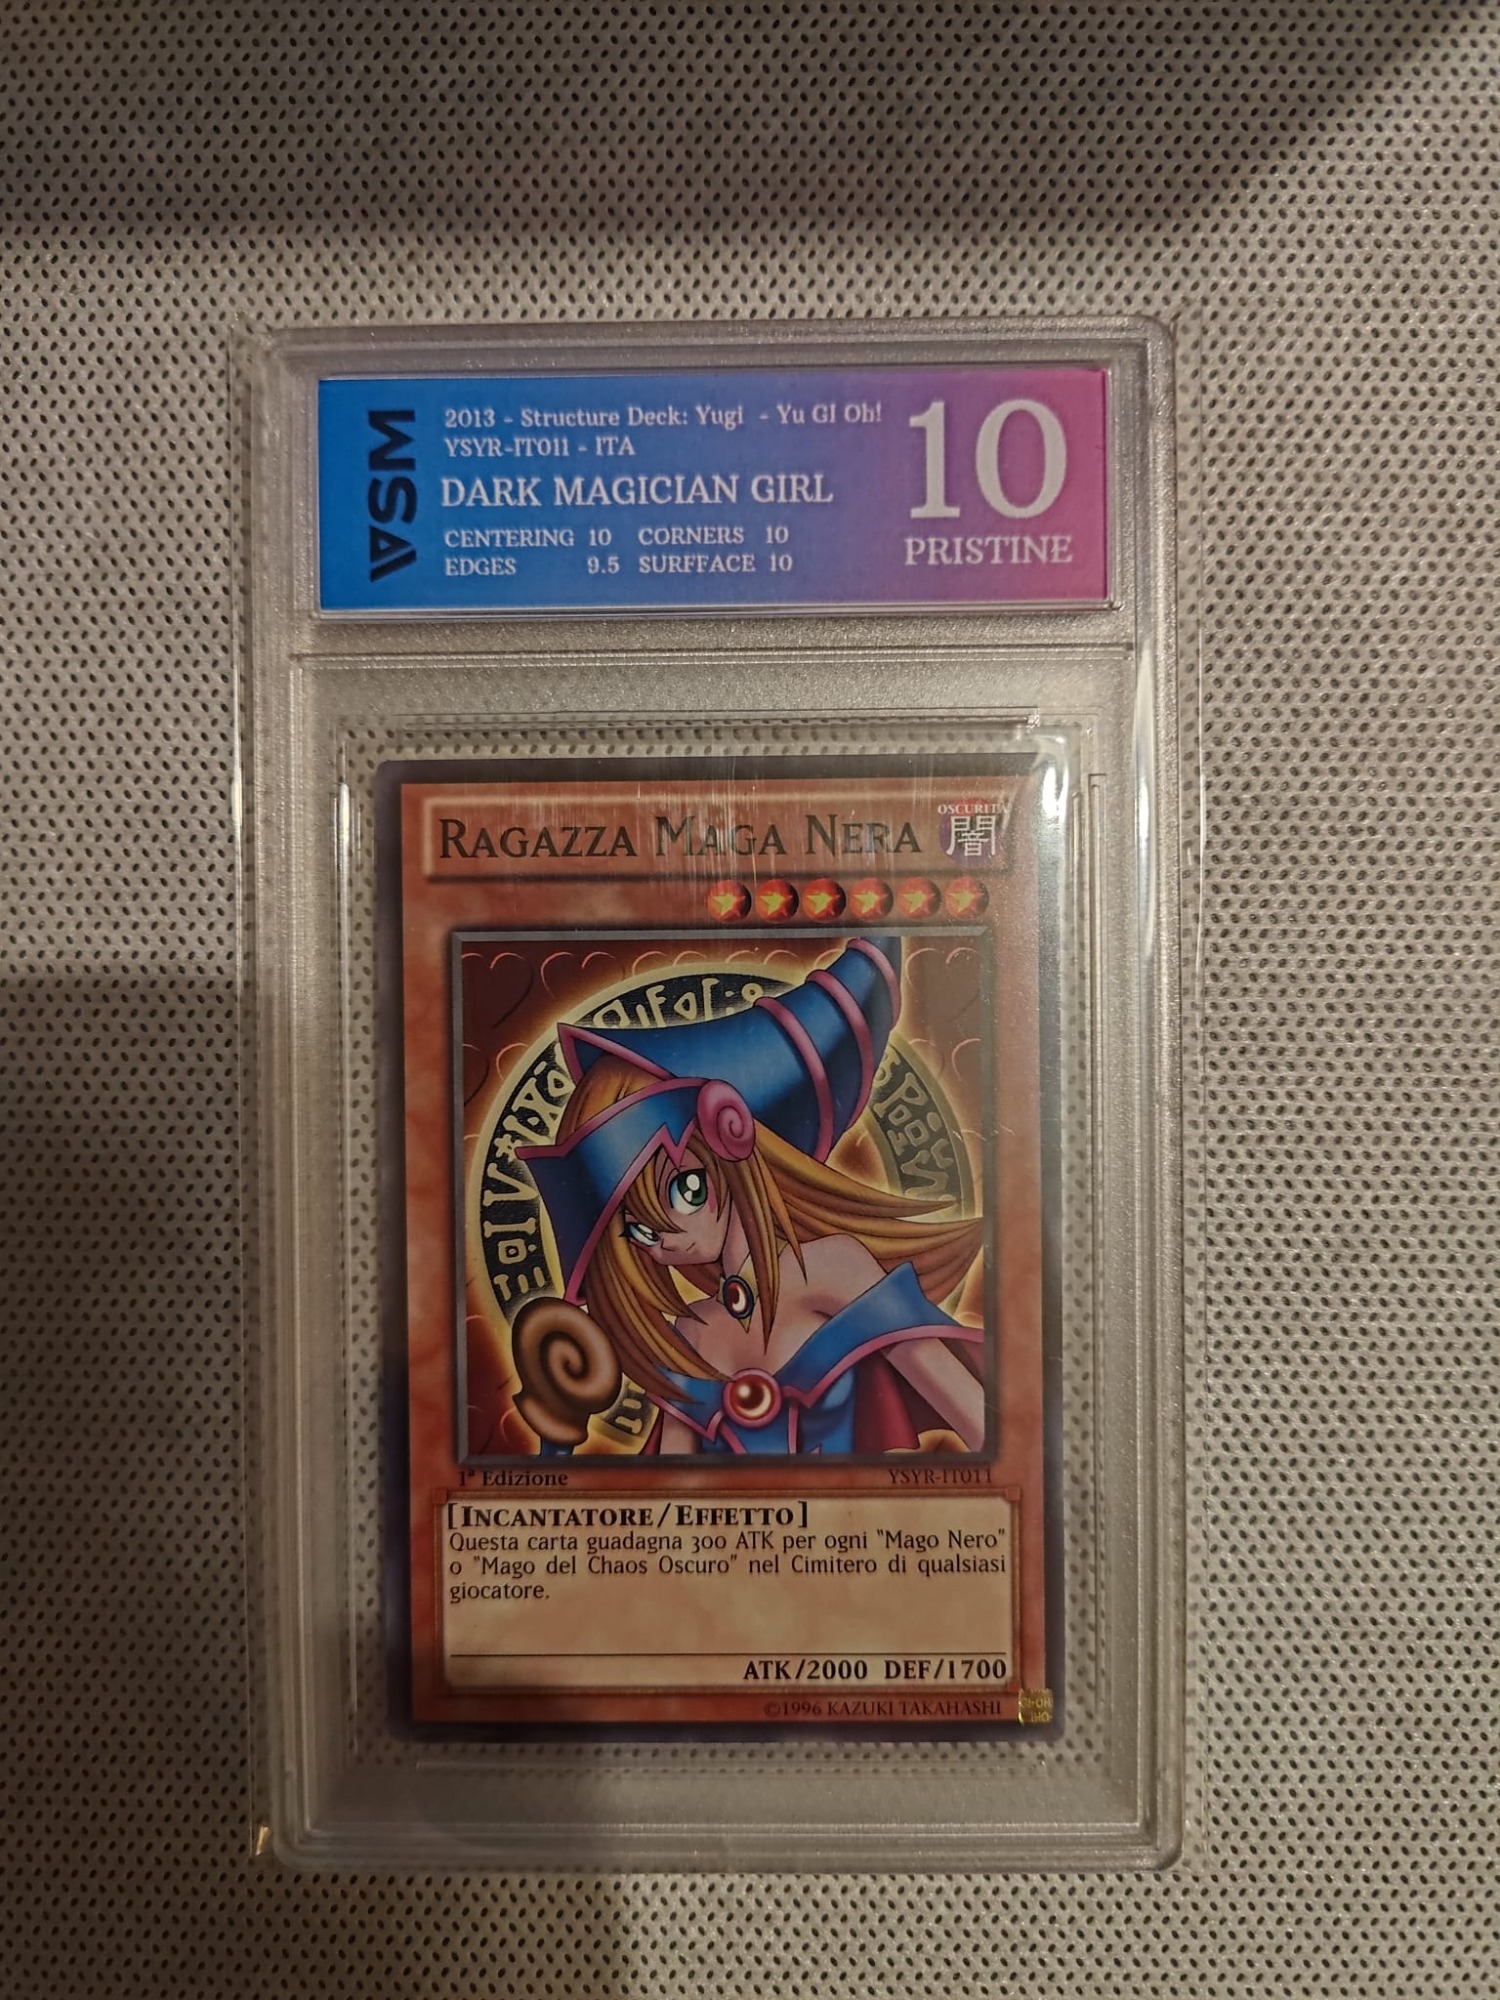 MSA
2013 - Structure Deck: Yugi - Yu GI Oh!
YSYR-IT011 - ITA
DARK MAGICIAN GIRL
CENTERING 10 CORNERS 10
EDGES 9.5 SURFFACE 10
10
PRISTINE
RAGAZZA MAGA NERA
OSCURITÀ
闇
1ª Edizione
YSYR-IT011
[INCANTATORE/EFFETTO]
Questa carta guadagna 300 ATK per ogni "Mago Nero"
o "Mago del Chaos Oscuro" nel Cimitero di qualsiasi
giocatore.
ATK/2000 DEF/1700
©1996 KAZUKI TAKAHASHI